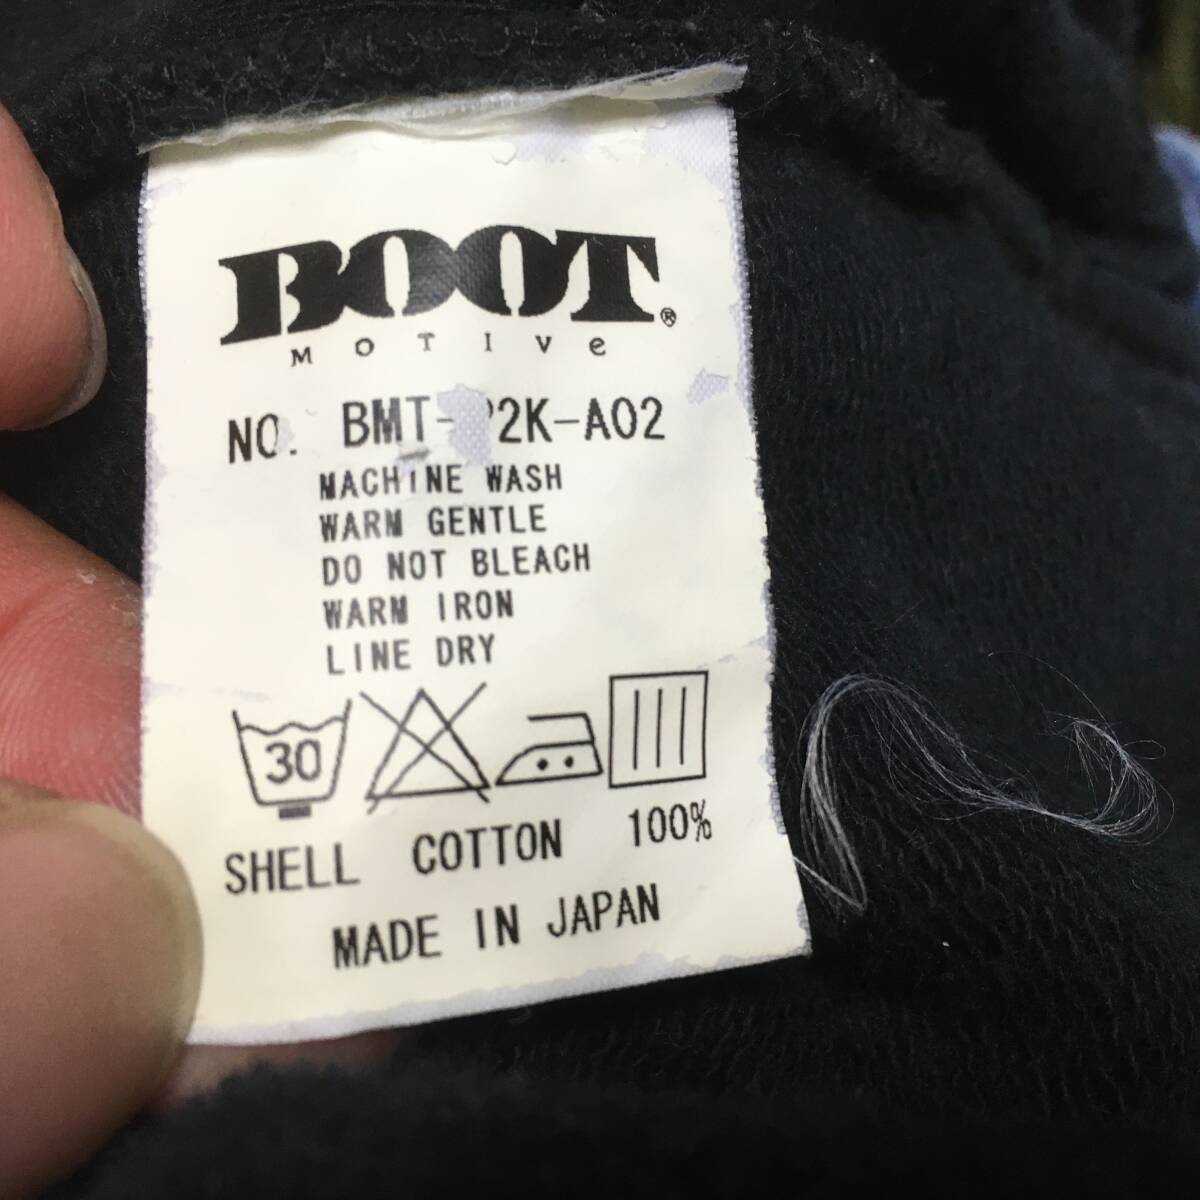 BOOT®
MOTIVe
NO. BMT- 2K-A02
MACHINE WASH
WARM GENTLE
DO NOT BLEACH
WARM IRON
LINE DRY
30
SHELL COTTON 100%
MADE IN JAPAN